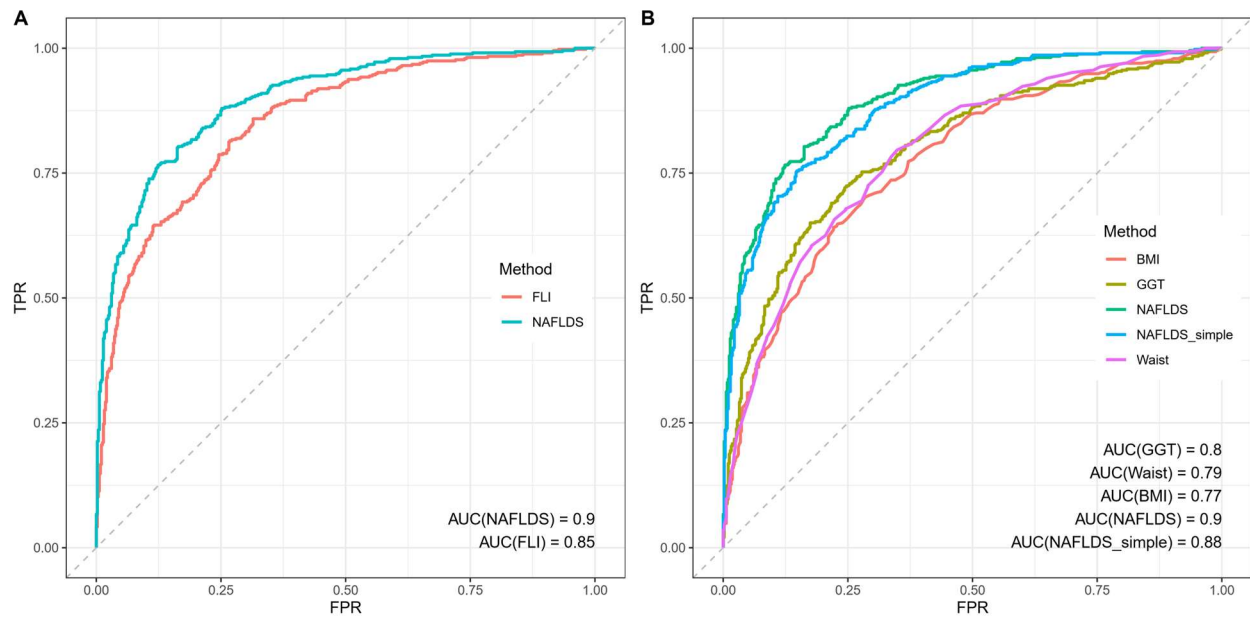 A
1.00
0.75
0.50
0.25
0.00
TPR
0.00
0.25
0.50
0.75
1.00
FPR
Method
FLI
NAFLDS
AUC(NAFLDS) = 0.9
AUC(FLI) = 0.85
B
1.00
0.75
0.50
0.25
0.00
TPR
0.00
0.25
0.50
0.75
1.00
FPR
Method
BMI
GGT
NAFLDS
NAFLDS_simple
Waist
AUC(GGT) = 0.8
AUC(Waist) = 0.79
AUC(BMI) = 0.77
AUC(NAFLDS) = 0.9
AUC(NAFLDS_simple) = 0.88